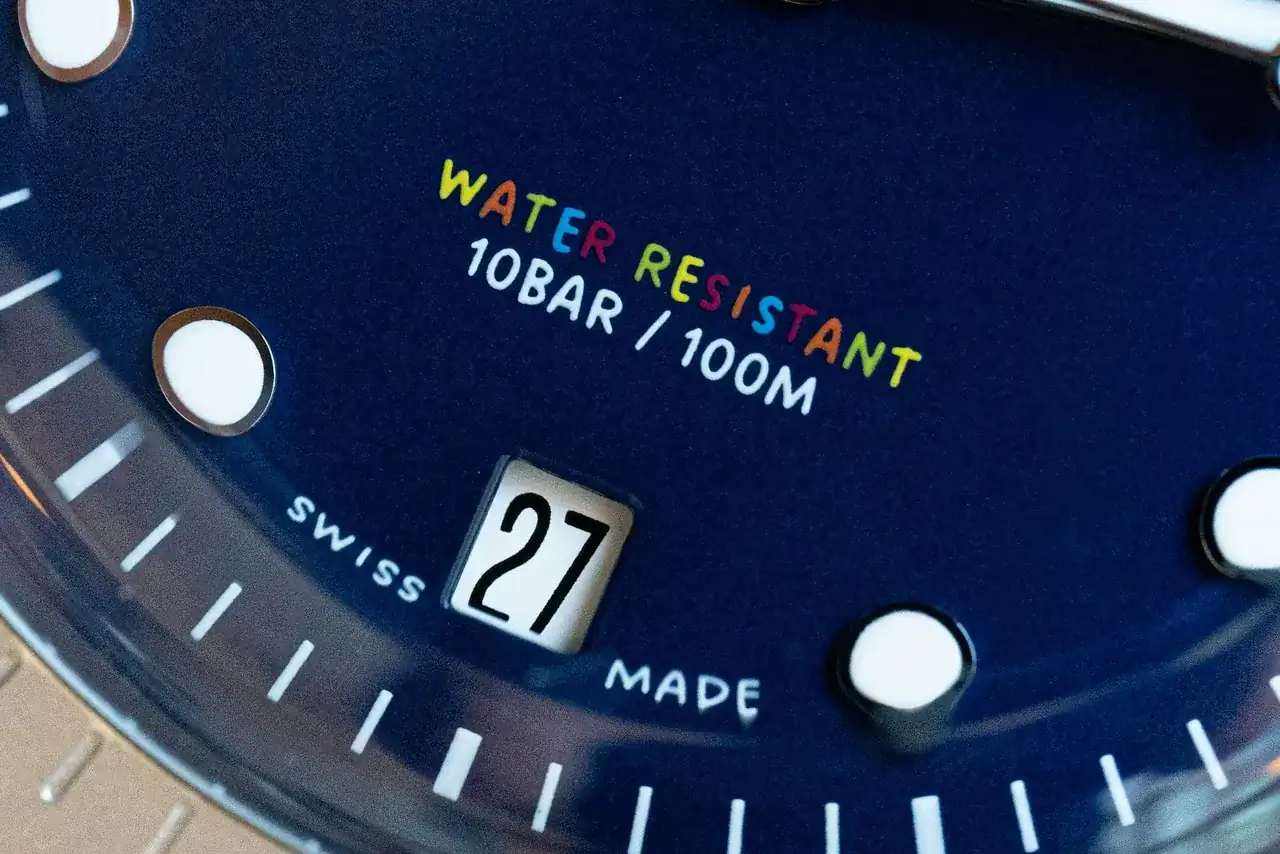 WATER RESISTANT
10BAR / 100M
27
SWISS MADE